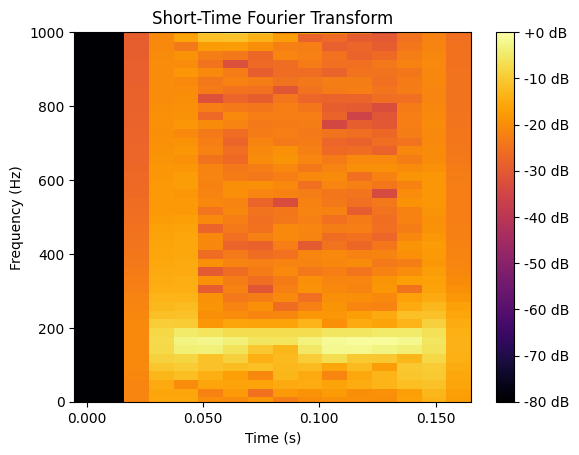 Short-Time Fourier Transform
1000
800
600
400
200
0
Frequency (Hz)
0.000
0.050
0.100
0.150
Time (s)
+0 dB
-10 dB
-20 dB
-30 dB
-40 dB
-50 dB
-60 dB
-70 dB
-80 dB